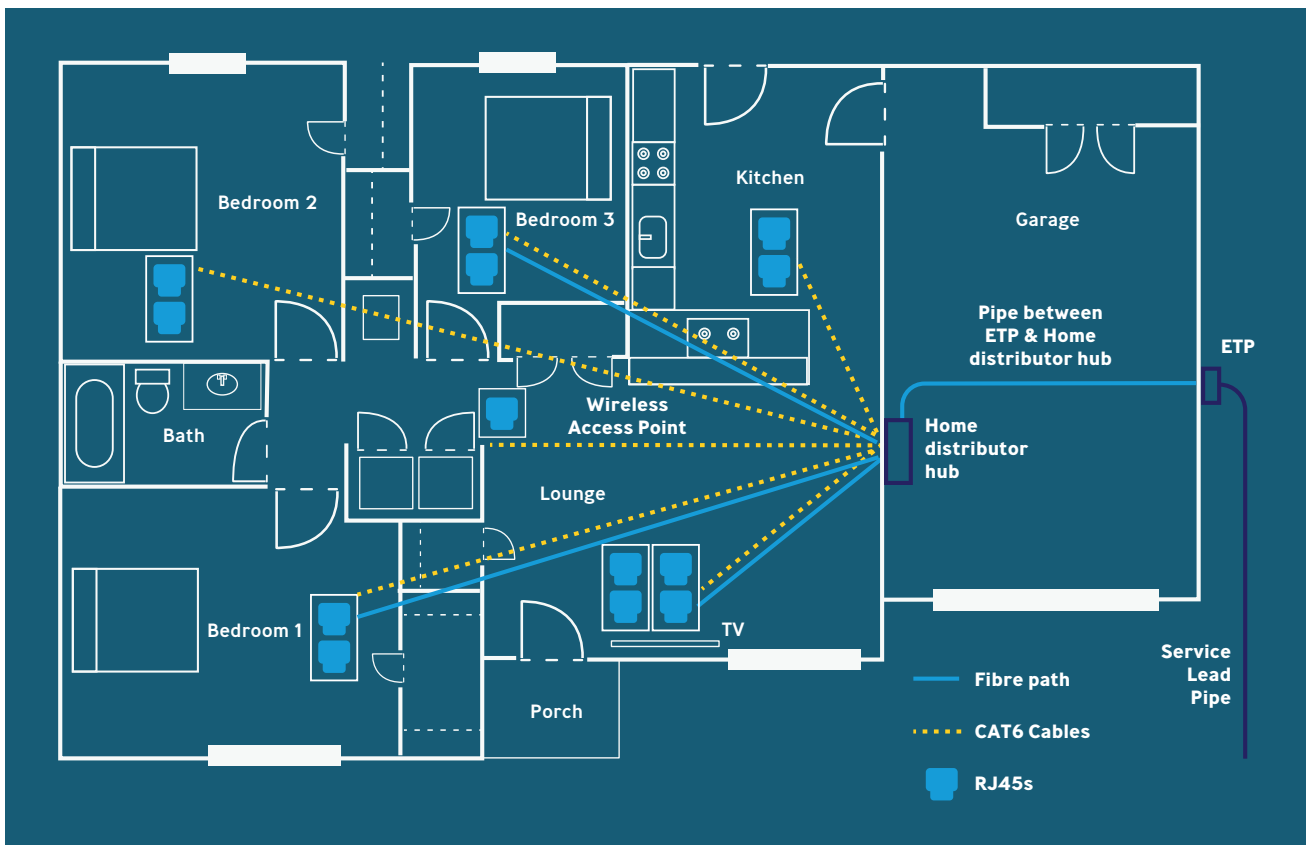 Bedroom 2
Bedroom 3
Kitchen
Garage
Pipe between
ETP & Home
distributor hub
ETP
Wireless
Access Point
Bath
Home
distributor
hub
Lounge
Bedroom 1
TV
Porch
Service
Lead
Pipe
Fibre path
CAT6 Cables
RJ45s